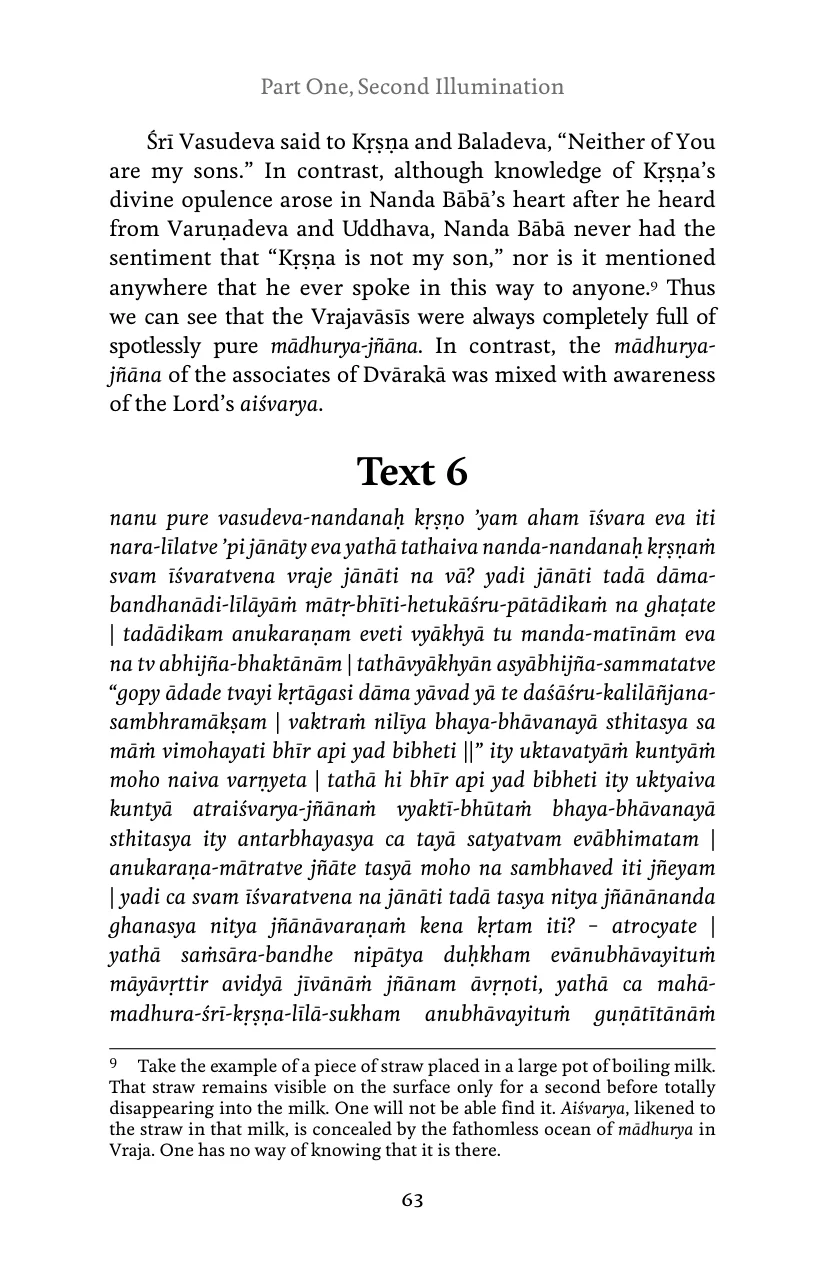 Part One, Second Illumination
Śrī Vasudeva said to Kṛṣṇa and Baladeva, “Neither of You
are my sons.” In contrast, although knowledge of Kṛṣṇa’s
divine opulence arose in Nanda Bābā’s heart after he heard
from Varuṇadeva and Uddhava, Nanda Bābā never had the
sentiment that “Kṛṣṇa is not my son,” nor is it mentioned
anywhere that he ever spoke in this way to anyone.⁹ Thus
we can see that the Vrajavāsīs were always completely full of
spotlessly pure mādhurya-jñāna. In contrast, the mādhurya-
jñāna of the associates of Dvārakā was mixed with awareness
of the Lord’s aiśvarya.
Text 6
nanu pure vasudeva-nandanaḥ kṛṣṇo ’yam aham īśvara eva iti
nara-līlatve ’pi jānāty eva yathā tathaiva nanda-nandanaḥ kṛṣṇaṁ
svam īśvaratvena vraje jānāti na vā? yadi jānāti tadā dāma-
bandhanādi-līlāyāṁ mātṛ-bhīti-hetukāśru-pātādikaṁ na ghaṭate
| tadādikam anukaraṇam eveti vyākhyā tu manda-matīnām eva
na tv abhijña-bhaktānām | tathāvyākhyān asyābhijña-sammatatve
“gopy ādade tvayi kṛtāgasi dāma yāvad yā te daśāśru-kalilāñjana-
sambhramākṣam | vaktraṁ nilīya bhaya-bhāvanayā sthitasya sa
māṁ vimohayati bhīr api yad bibheti ||” ity uktavatyāṁ kuntyāṁ
moho naiva varṇyeta | tathā hi bhīr api yad bibheti ity uktyaiva
kuntyā atraiśvarya-jñānaṁ vyaktī-bhūtaṁ bhaya-bhāvanayā
sthitasya ity antarbhayasya ca tayā satyatvam evābhimatam |
anukaraṇa-mātratve jñāte tasyā moho na sambhaved iti jñeyam
| yadi ca svam īśvaratvena na jānāti tadā tasya nitya jñānānanda
ghanasya nitya jñānāvaraṇaṁ kena kṛtam iti? – atrocyate |
yathā saṁsāra-bandhe nipātya duḥkham evānubhāvayituṁ
māyāvṛttir avidyā jīvānāṁ jñānam āvṛṇoti, yathā ca mahā-
madhura-śrī-kṛṣṇa-līlā-sukham anubhāvayituṁ guṇātītānāṁ
9 Take the example of a piece of straw placed in a large pot of boiling milk.
That straw remains visible on the surface only for a second before totally
disappearing into the milk. One will not be able find it. Aiśvarya, likened to
the straw in that milk, is concealed by the fathomless ocean of mādhurya in
Vraja. One has no way of knowing that it is there.
63